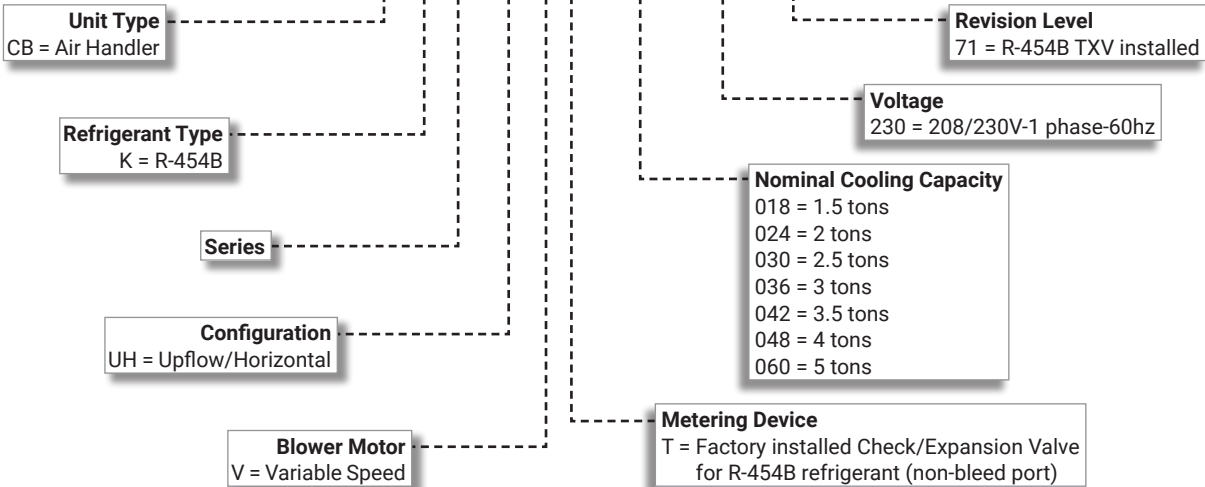 Unit Type
CB = Air Handler
Refrigerant Type
K = R-454B
Series
Configuration
UH = Upflow/Horizontal
Blower Motor
V = Variable Speed
Revision Level
71 = R-454B TXV installed
Voltage
230 = 208/230V-1 phase-60hz
Nominal Cooling Capacity
018 = 1.5 tons
024 = 2 tons
030 = 2.5 tons
036 = 3 tons
042 = 3.5 tons
048 = 4 tons
060 = 5 tons
Metering Device
T = Factory installed Check/Expansion Valve
for R-454B refrigerant (non-bleed port)